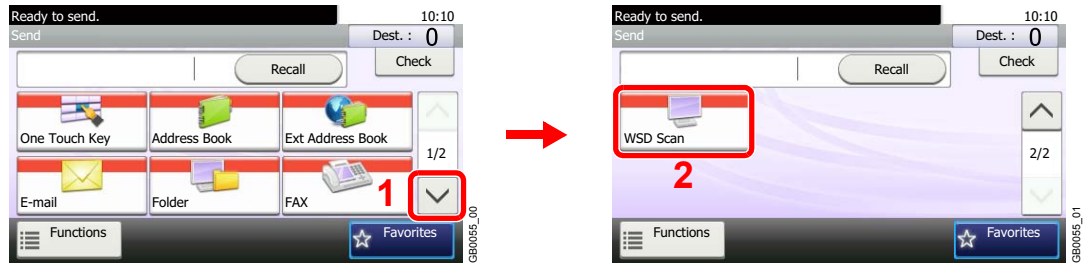 Ready to send. 10:10
Send Dest. : 0
Recall Check
One Touch Key Address Book Ext Address Book
1/2
E-mail Folder FAX 1
Functions Favorites
GB0055_00
Ready to send. 10:10
Send Dest. : 0
Recall Check
WSD Scan
2/2
2
Functions Favorites
GB0055_01